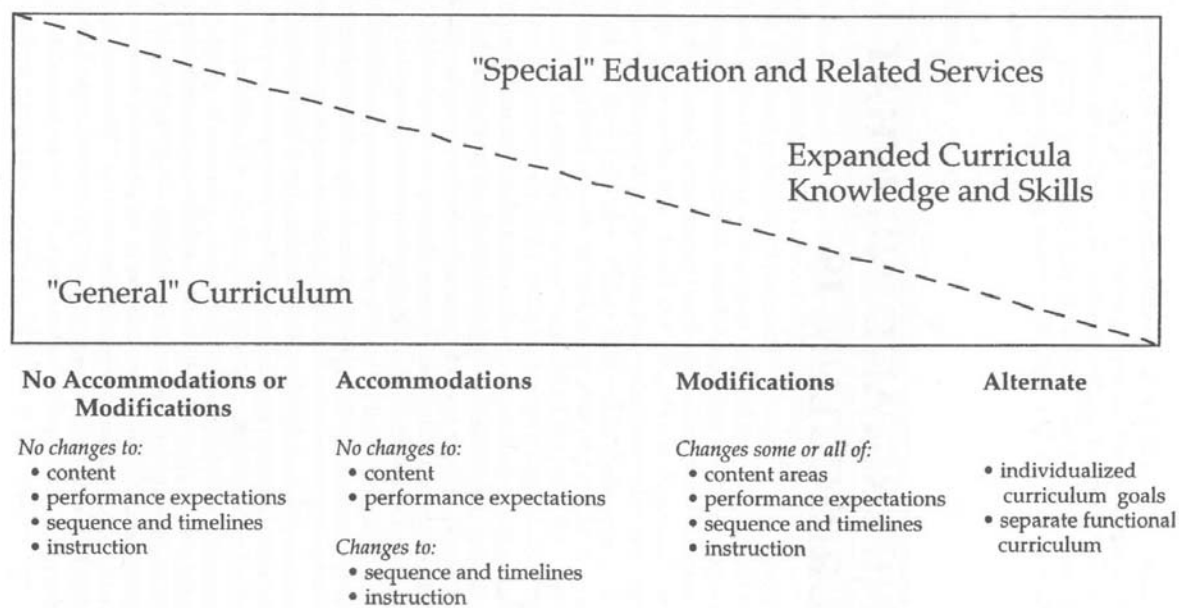 "Special" Education and Related Services
Expanded Curricula
Knowledge and Skills
"General" Curriculum
No Accommodations or
Modifications
No changes to:
• content
• performance expectations
• sequence and timelines
• instruction
Accommodations
No changes to:
• content
• performance expectations
Changes to:
• sequence and timelines
• instruction
Modifications
Changes some or all of:
• content areas
• performance expectations
• sequence and timelines
• instruction
Alternate
• individualized
curriculum goals
• separate functional
curriculum